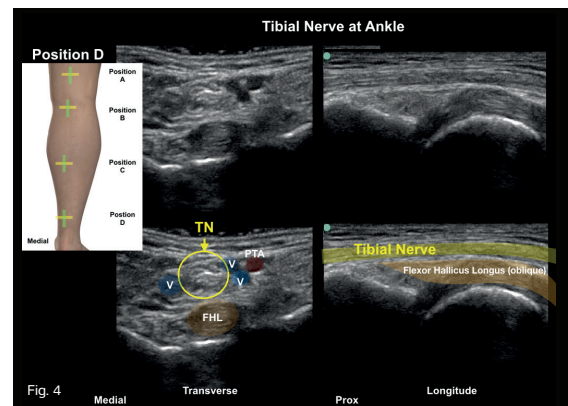 Tibial Nerve at Ankle
Position D
Position
A
Position
B
Position
C
Postion
D
Medial
TN
PTA
V
V
V
FHL
Tibial Nerve
Flexor Hallicus Longus (oblique)
Fig. 4
Transverse
Longitude
Medial
Prox